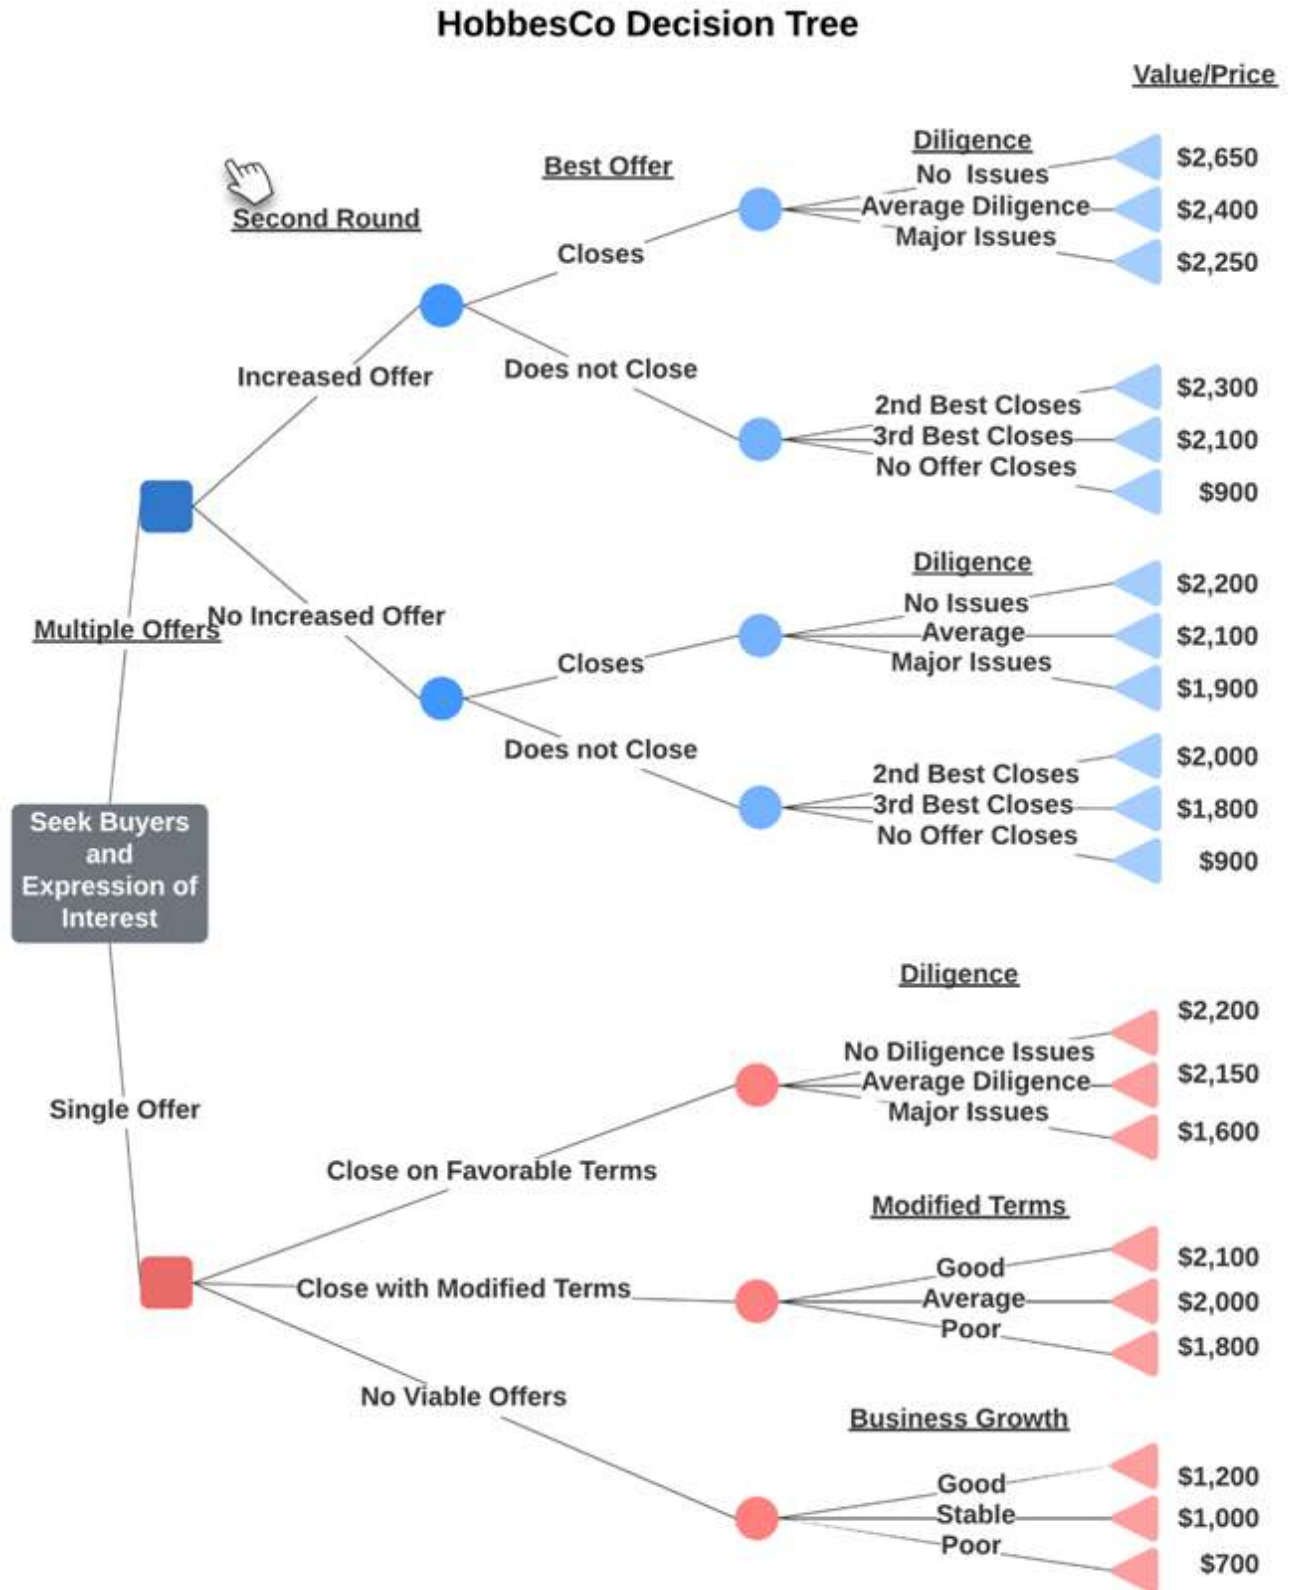 HobbesCo Decision Tree
Value/Price
Second Round
Best Offer
Diligence
No  Issues
$2,650
Average Diligence
$2,400
Major Issues
$2,250
Closes
Increased Offer
Does not Close
2nd Best Closes
$2,300
3rd Best Closes
$2,100
No Offer Closes
$900
Multiple Offers
No Increased Offer
Diligence
No Issues
$2,200
Average
$2,100
Major Issues
$1,900
Closes
Does not Close
2nd Best Closes
$2,000
3rd Best Closes
$1,800
No Offer Closes
$900
Seek Buyers
and
Expression of
Interest
Single Offer
Diligence
No Diligence Issues
$2,200
Average Diligence
$2,150
Major Issues
$1,600
Close on Favorable Terms
Modified Terms
Good
$2,100
Close with Modified Terms
Average
$2,000
Poor
$1,800
No Viable Offers
Business Growth
Good
$1,200
Stable
$1,000
Poor
$700